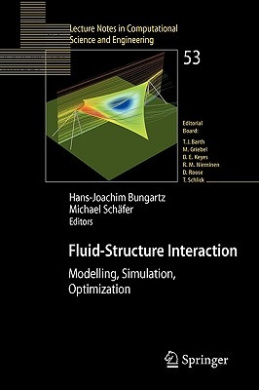 Lecture Notes in Computational
Science and Engineering
53
Editorial
Board:
T. J. Barth
M. Griebel
D. E. Keyes
R. M. Nieminen
D. Roose
T. Schlick
Hans-Joachim Bungartz
Michael Schäfer
Editors
Fluid-Structure Interaction
Modelling, Simulation,
Optimization
Springer